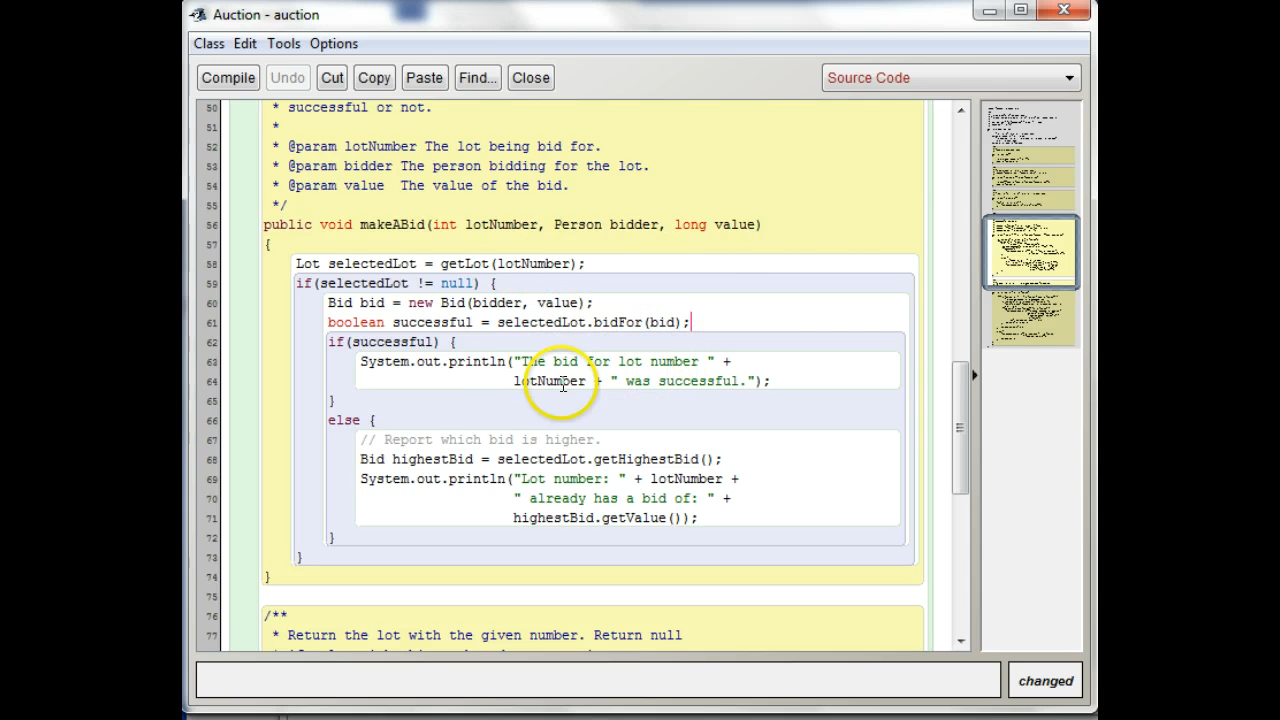 Auction - auction
Class Edit Tools Options
Compile Undo Cut Copy Paste Find... Close Source Code
50 * successful or not.
51 *
52 * @param lotNumber The lot being bid for.
53 * @param bidder The person bidding for the lot.
54 * @param value  The value of the bid.
55 */
56 public void makeABid(int lotNumber, Person bidder, long value)
57 {
58 Lot selectedLot = getLot(lotNumber);
59 if(selectedLot != null) {
60 Bid bid = new Bid(bidder, value);
61 boolean successful = selectedLot.bidFor(bid);
62 if(successful) {
63 System.out.println("The bid for lot number " +
64 lotNumber + " was successful.");
65 }
66 else {
67 // Report which bid is higher.
68 Bid highestBid = selectedLot.getHighestBid();
69 System.out.println("Lot number: " + lotNumber +
70 " already has a bid of: " +
71 highestBid.getValue());
72 }
73 }
74 }
75
76 /**
77 * Return the lot with the given number. Return null
changed